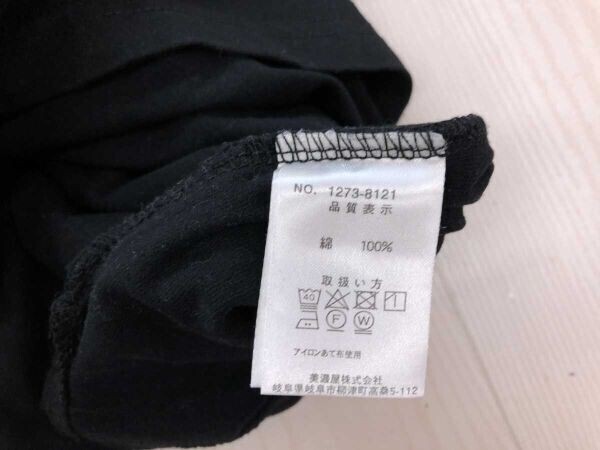 NO. 1273-8121
品質表示
綿 100%
取扱い方
40
F W
アイロンあて布使用
美濃屋株式会社
岐阜県岐阜市柳津町高桑5-112